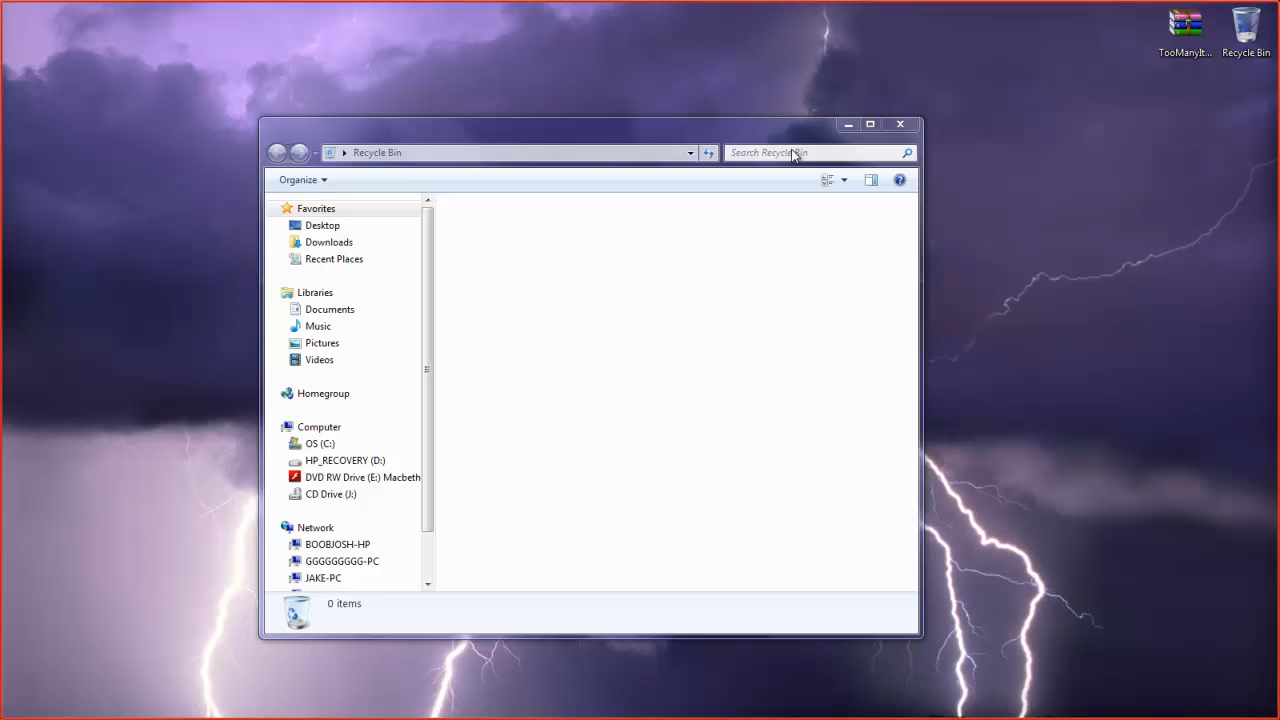 TooManyIt...
Recycle Bin
Recycle Bin
Search Recycle Bin
Organize
Favorites
Desktop
Downloads
Recent Places
Libraries
Documents
Music
Pictures
Videos
Homegroup
Computer
OS (C:)
HP_RECOVERY (D:)
DVD RW Drive (E:) Macbeth
CD Drive (J:)
Network
BOOBJOSH-HP
GGGGGGGGG-PC
JAKE-PC
0 items